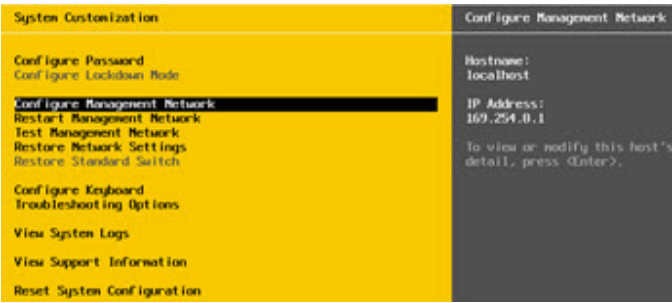 System Customization
Configure Password
Configure Lockdown Mode
Configure Management Network
Restart Management Network
Test Management Network
Restore Network Settings
Restore Standard Switch
Configure Keyboard
Troubleshooting Options
View System Logs
View Support Information
Reset System Configuration
Configure Management Network
Hostname:
localhost
IP Address:
169.254.0.1
To view or modify this host's
detail, press <Enter>.